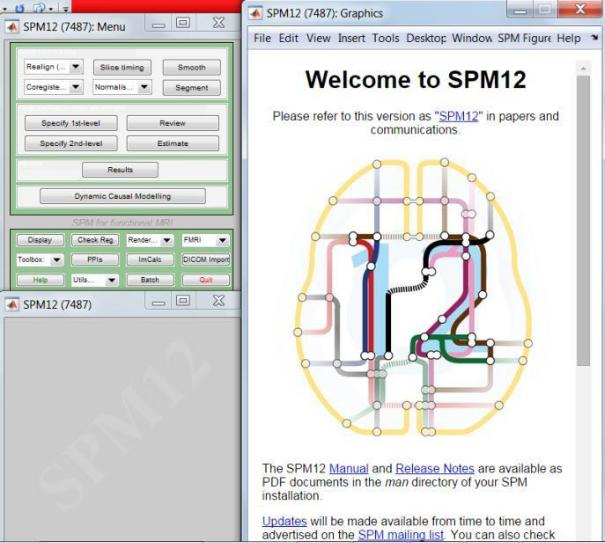 SPM12 (7487): Menu
Realign (... Slice timing Smooth
Coregiste... Normalis... Segment
Specify 1st-level Review
Specify 2nd-level Estimate
Results
Dynamic Causal Modelling
SPM for functional MRI
Display Check Reg Render... FMRI
Toolbox: PPIs ImCalc DICOM Import
Help Utils... Batch Quit
SPM12 (7487)
SPM12
SPM12 (7487): Graphics
File Edit View Insert Tools Desktop Window SPM Figure Help
Welcome to SPM12
Please refer to this version as "SPM12" in papers and
communications.
12
The SPM12 Manual and Release Notes are available as
PDF documents in the man directory of your SPM
installation.
Updates will be made available from time to time and
advertised on the SPM mailing list. You can also check